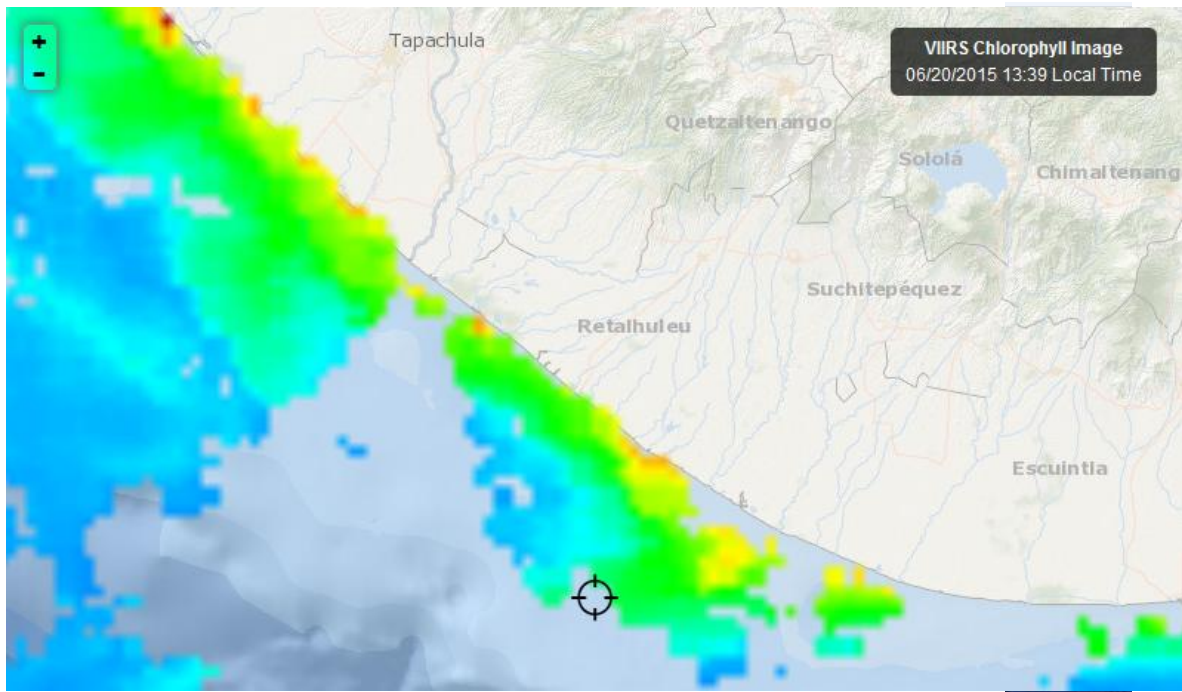 +
-
Tapachula
VIIRS Chlorophyll Image
06/20/2015 13:39 Local Time
Quetzaltenango
Sololá
Chimaltenang
Suchitepéquez
Retalhuleu
Escuintla